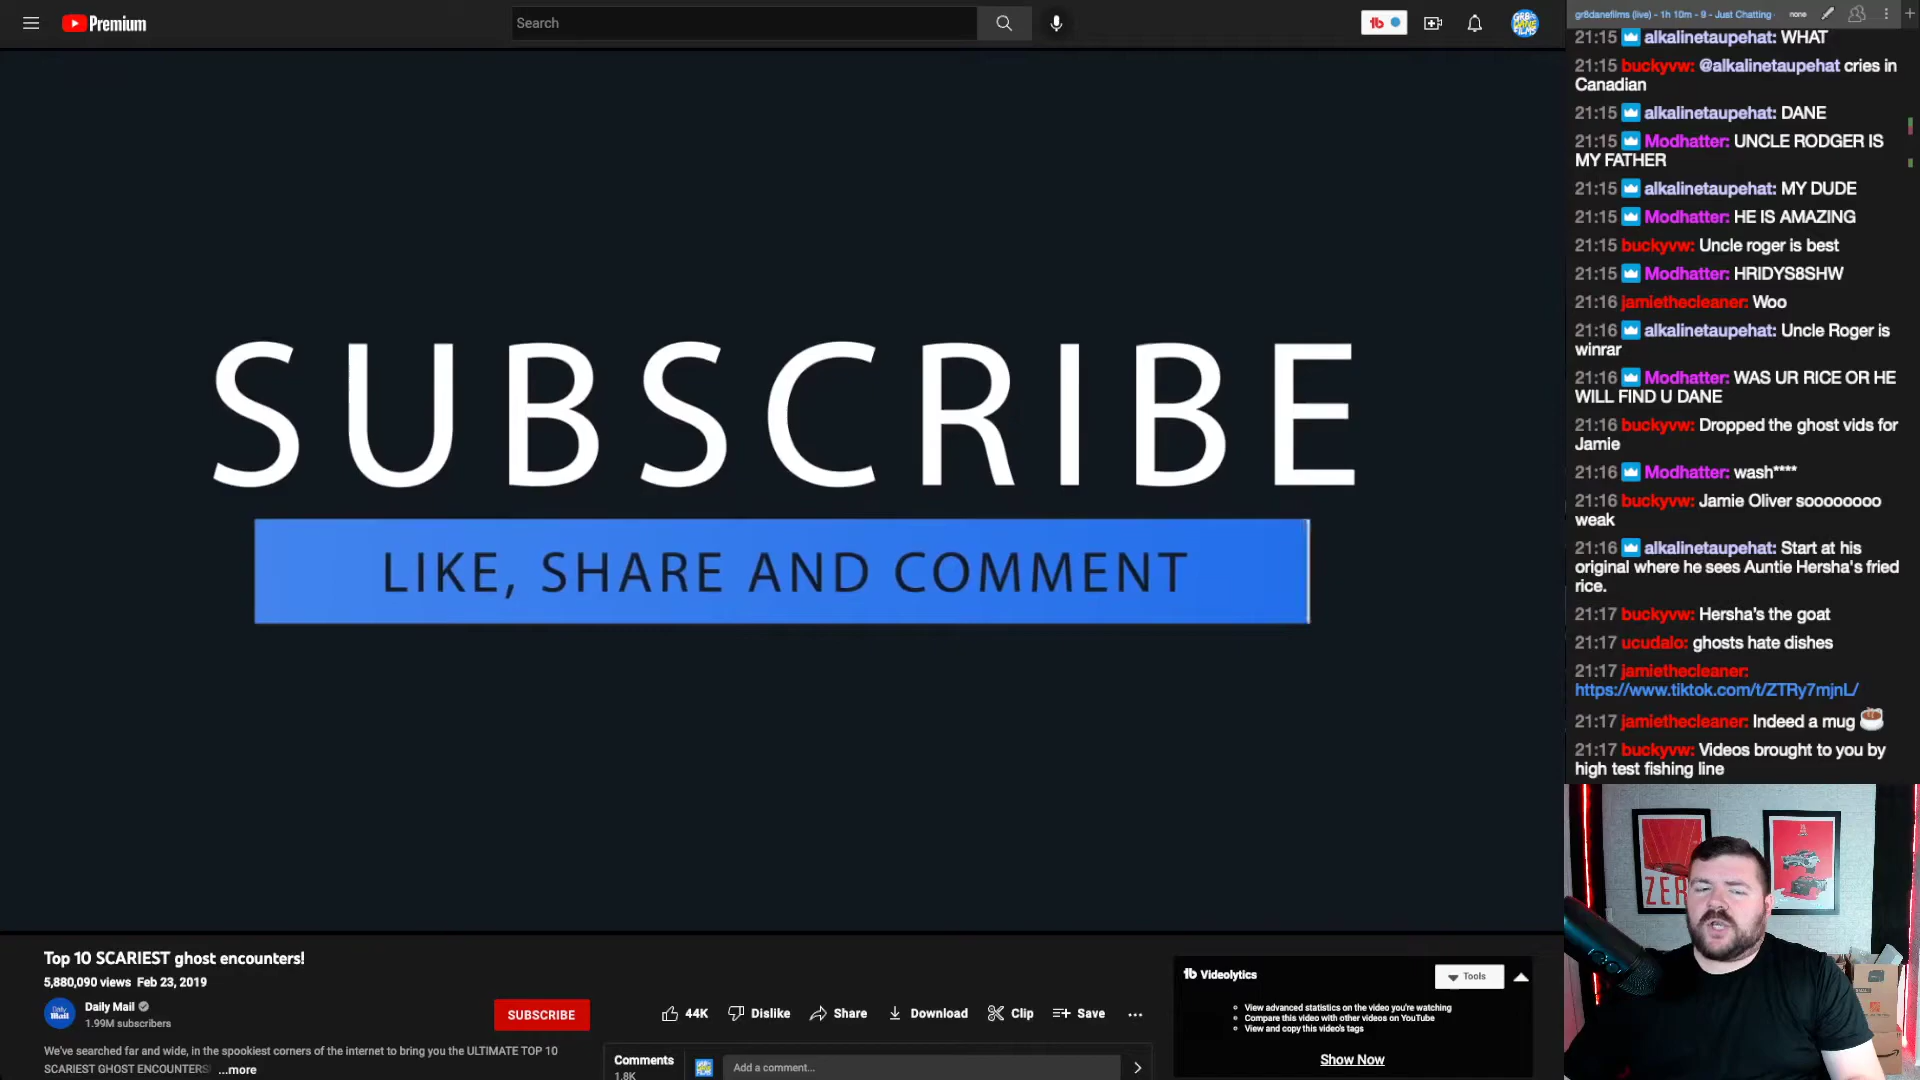 Premium
Search
tb
gr8danefilms (live) - 1h 10m - 9 - Just Chatting
none
SUBSCRIBE
LIKE, SHARE AND COMMENT
21:15 alkalinetaupehat: WHAT
21:15 buckyvw: @alkalinetaupehat cries in
Canadian
21:15 alkalinetaupehat: DANE
21:15 Modhatter: UNCLE RODGER IS
MY FATHER
21:15 alkalinetaupehat: MY DUDE
21:15 Modhatter: HE IS AMAZING
21:15 buckyvw: Uncle roger is best
21:15 Modhatter: HRIDYS8SHW
21:16 jamiethecleaner: Woo
21:16 alkalinetaupehat: Uncle Roger is
winrar
21:16 Modhatter: WAS UR RICE OR HE
WILL FIND U DANE
21:16 buckyvw: Dropped the ghost vids for
Jamie
21:16 Modhatter: wash****
21:16 buckyvw: Jamie Oliver soooooooo
weak
21:16 alkalinetaupehat: Start at his
original where he sees Auntie Hersha's fried
rice.
21:17 buckyvw: Hersha's the goat
21:17 ucudalo: ghosts hate dishes
21:17 jamiethecleaner:
https://www.tiktok.com/t/ZTRy7mjnL/
21:17 jamiethecleaner: Indeed a mug
21:17 buckyvw: Videos brought to you by
high test fishing line
ZER
Top 10 SCARIEST ghost encounters!
5,880,090 views Feb 23, 2019
Daily Mail
1.99M subscribers
SUBSCRIBE
44K Dislike Share Download Clip Save ...
We've searched far and wide, in the spookiest corners of the internet to bring you the ULTIMATE TOP 10
SCARIEST GHOST ENCOUNTERS ...more
Comments
1.8K
Add a comment...
tb Videolytics
Tools
View advanced statistics on the video you're watching
Compare this video with other videos on YouTube
View and copy this video's tags
Show Now